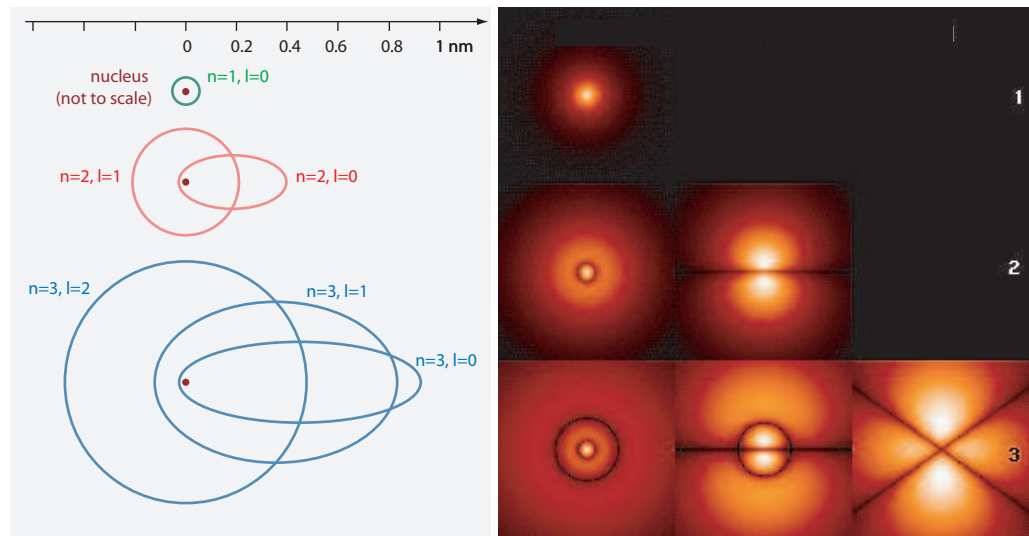 0
0.2
0.4
0.6
0.8
1 nm
nucleus
(not to scale)
n=1, l=0
n=2, l=1
n=2, l=0
n=3, l=2
n=3, l=1
n=3, l=0
1
2
3